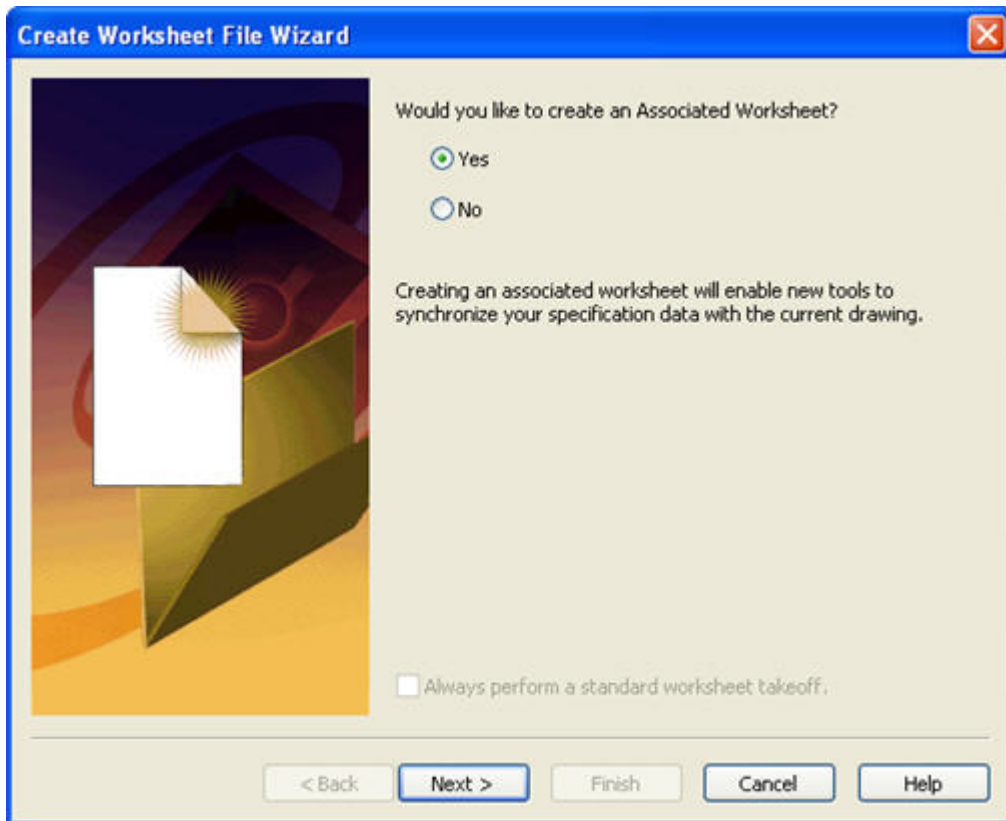 Create Worksheet File Wizard
Would you like to create an Associated Worksheet?
Yes
No
Creating an associated worksheet will enable new tools to
synchronize your specification data with the current drawing.
Always perform a standard worksheet takeoff.
< Back Next > Finish Cancel Help